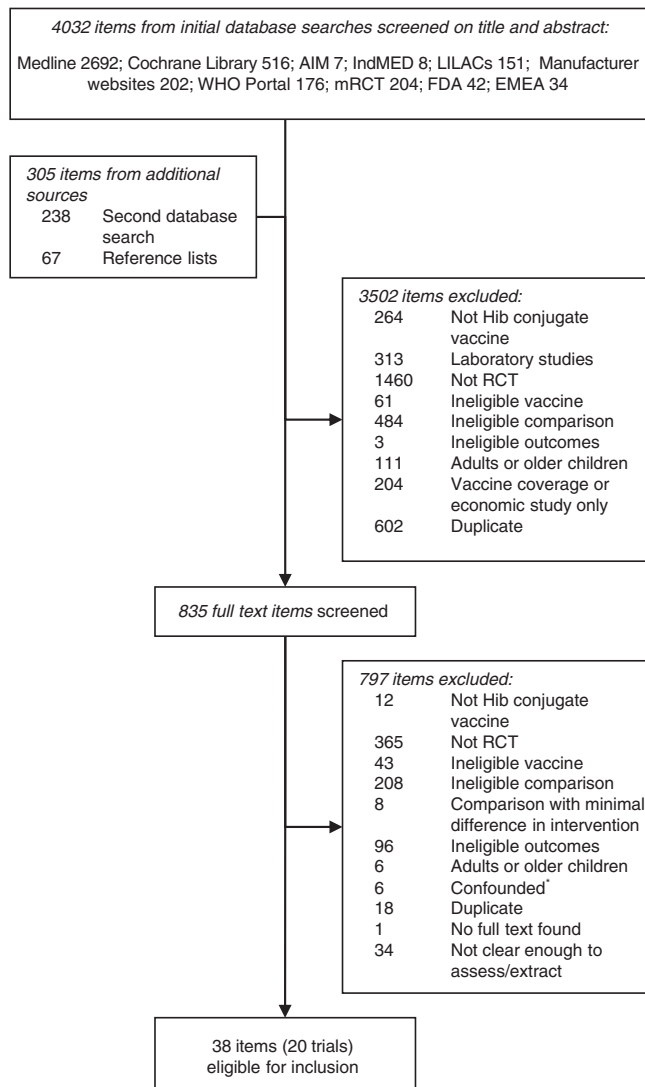 4032 items from initial database searches screened on title and abstract:
Medline 2692; Cochrane Library 516; AIM 7; IndMED 8; LILACs 151; Manufacturer
websites 202; WHO Portal 176; mRCT 204; FDA 42; EMEA 34
305 items from additional
sources
238 Second database
search
67 Reference lists
3502 items excluded:
264 Not Hib conjugate
vaccine
313 Laboratory studies
1460 Not RCT
61 Ineligible vaccine
484 Ineligible comparison
3 Ineligible outcomes
111 Adults or older children
204 Vaccine coverage or
economic study only
602 Duplicate
835 full text items screened
797 items excluded:
12 Not Hib conjugate
vaccine
365 Not RCT
43 Ineligible vaccine
208 Ineligible comparison
8 Comparison with minimal
difference in intervention
96 Ineligible outcomes
6 Adults or older children
6 Confounded*
18 Duplicate
1 No full text found
34 Not clear enough to
assess/extract
38 items (20 trials)
eligible for inclusion